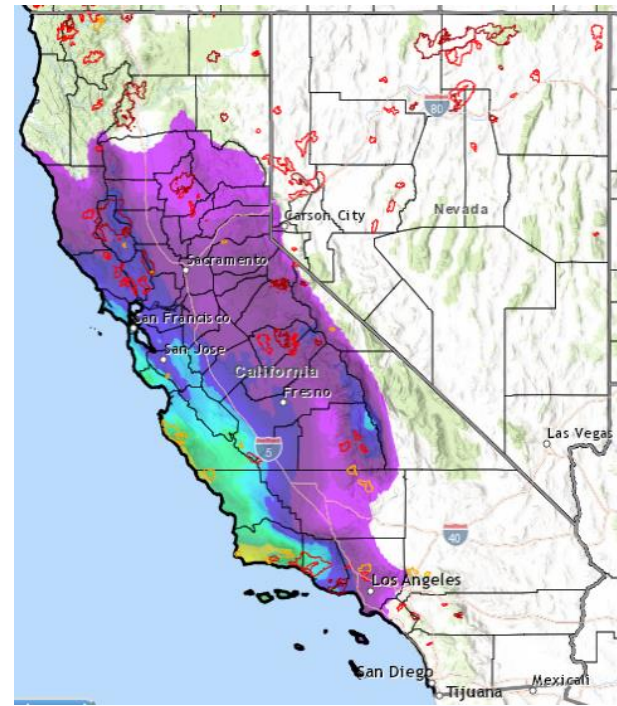 80
Carson City
Nevada
Sacramento
San Francisco
San Jose
California
Fresno
Las Vegas
5
40
Los Angeles
San Diego
Mexicali
Tijuana